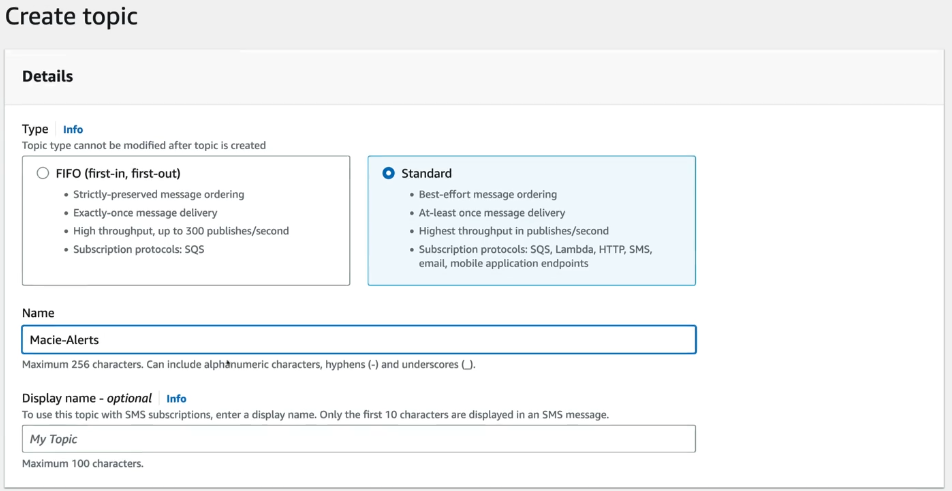 Create topic
Details
Type Info
Topic type cannot be modified after topic is created
FIFO (first-in, first-out)
• Strictly-preserved message ordering
• Exactly-once message delivery
• High throughput, up to 300 publishes/second
• Subscription protocols: SQS
Standard
• Best-effort message ordering
• At-least once message delivery
• Highest throughput in publishes/second
• Subscription protocols: SQS, Lambda, HTTP, SMS,
email, mobile application endpoints
Name
Macie-Alerts
Maximum 256 characters. Can include alphanumeric characters, hyphens (-) and underscores (_).
Display name - optional Info
To use this topic with SMS subscriptions, enter a display name. Only the first 10 characters are displayed in an SMS message.
My Topic
Maximum 100 characters.